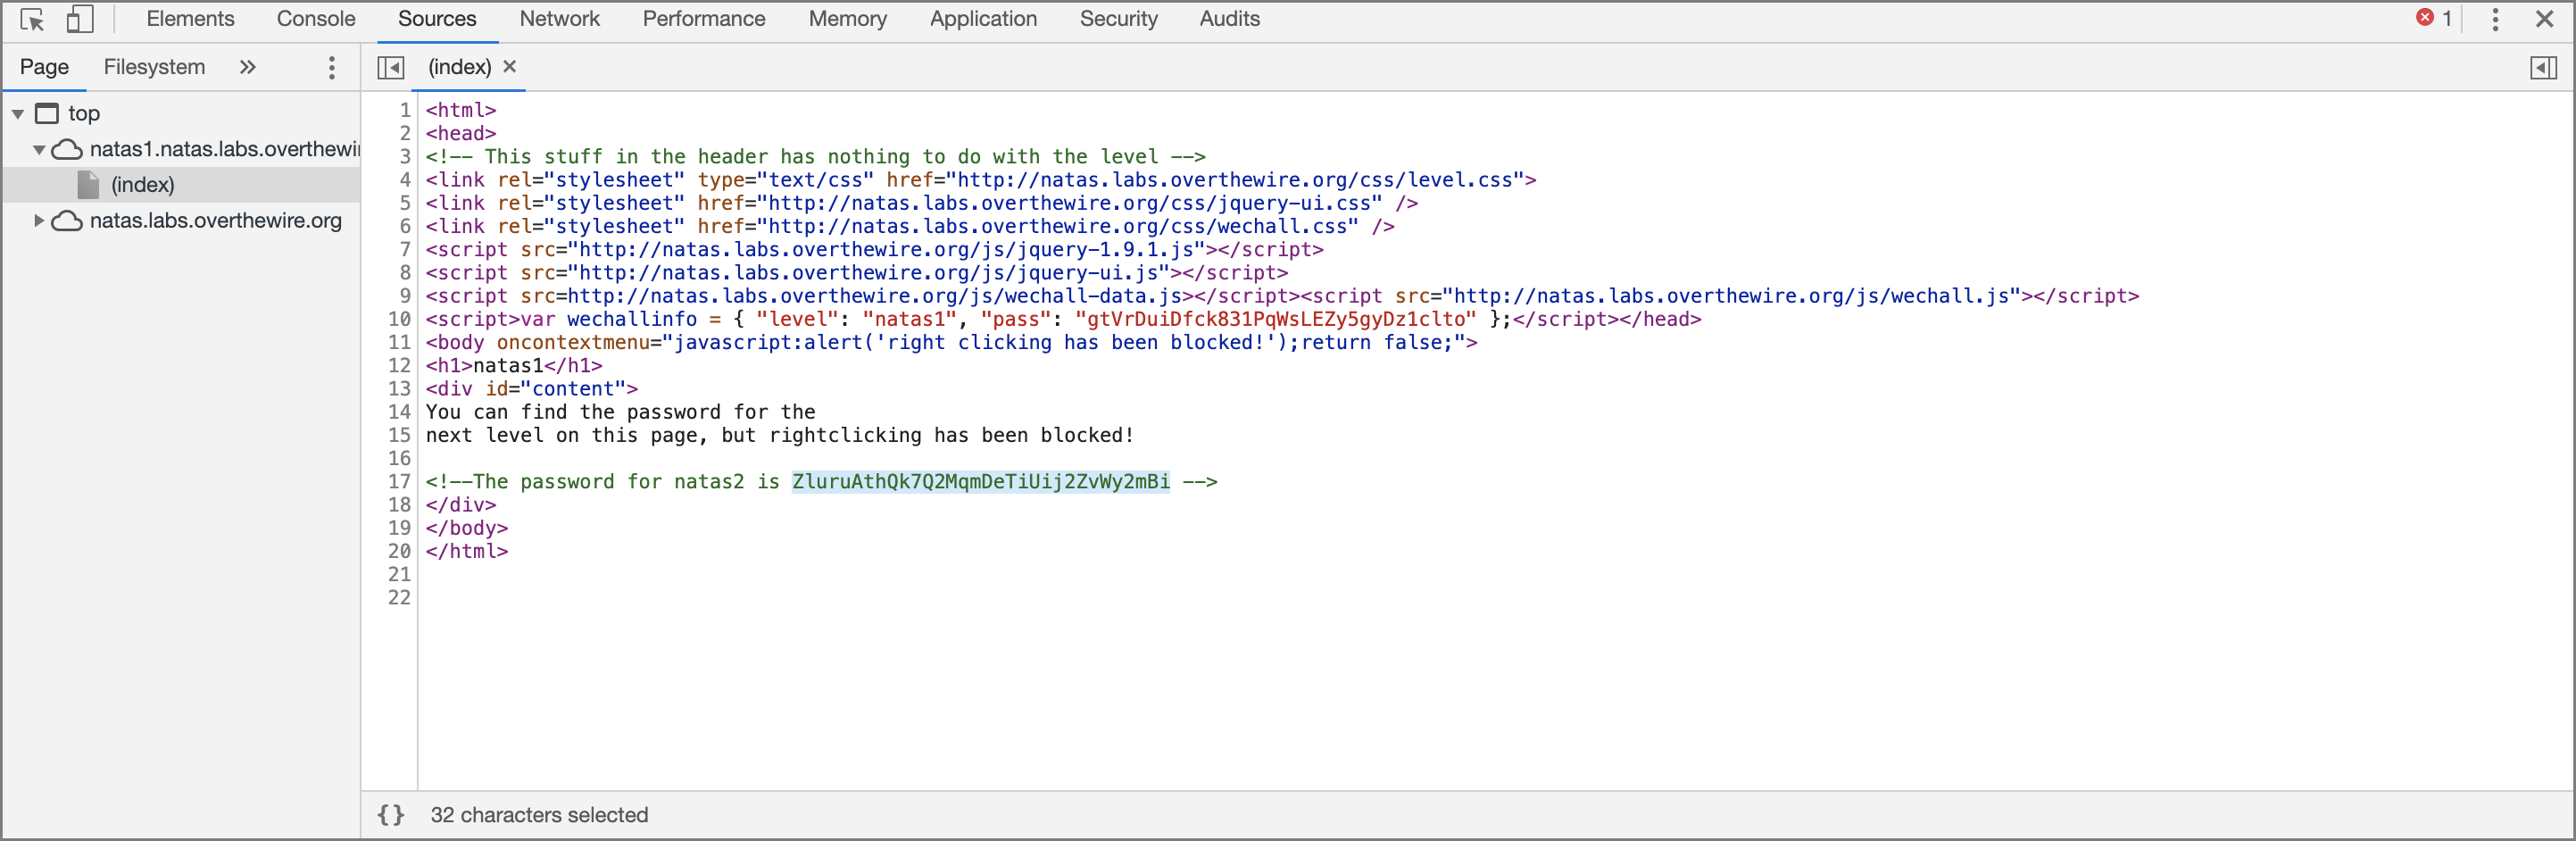 Elements Console Sources Network Performance Memory Application Security Audits 1
Page Filesystem » (index) ×
top
natas1.natas.labs.overthewi
(index)
natas.labs.overthewire.org
1 <html>
2 <head>
3 <!-- This stuff in the header has nothing to do with the level -->
4 <link rel="stylesheet" type="text/css" href="http://natas.labs.overthewire.org/css/level.css">
5 <link rel="stylesheet" href="http://natas.labs.overthewire.org/css/jquery-ui.css" />
6 <link rel="stylesheet" href="http://natas.labs.overthewire.org/css/wechall.css" />
7 <script src="http://natas.labs.overthewire.org/js/jquery-1.9.1.js"></script>
8 <script src="http://natas.labs.overthewire.org/js/jquery-ui.js"></script>
9 <script src=http://natas.labs.overthewire.org/js/wechall-data.js></script><script src="http://natas.labs.overthewire.org/js/wechall.js"></script>
10 <script>var wechallinfo = { "level": "natas1", "pass": "gtVrDuiDfck831PqWsLEZy5gyDz1clto" };</script></head>
11 <body oncontextmenu="javascript:alert('right clicking has been blocked!');return false;">
12 <h1>natas1</h1>
13 <div id="content">
14 You can find the password for the
15 next level on this page, but rightclicking has been blocked!
16
17 <!--The password for natas2 is ZluruAthQk7Q2MqmDeTiUij2ZvWy2mBi -->
18 </div>
19 </body>
20 </html>
21
22
{} 32 characters selected